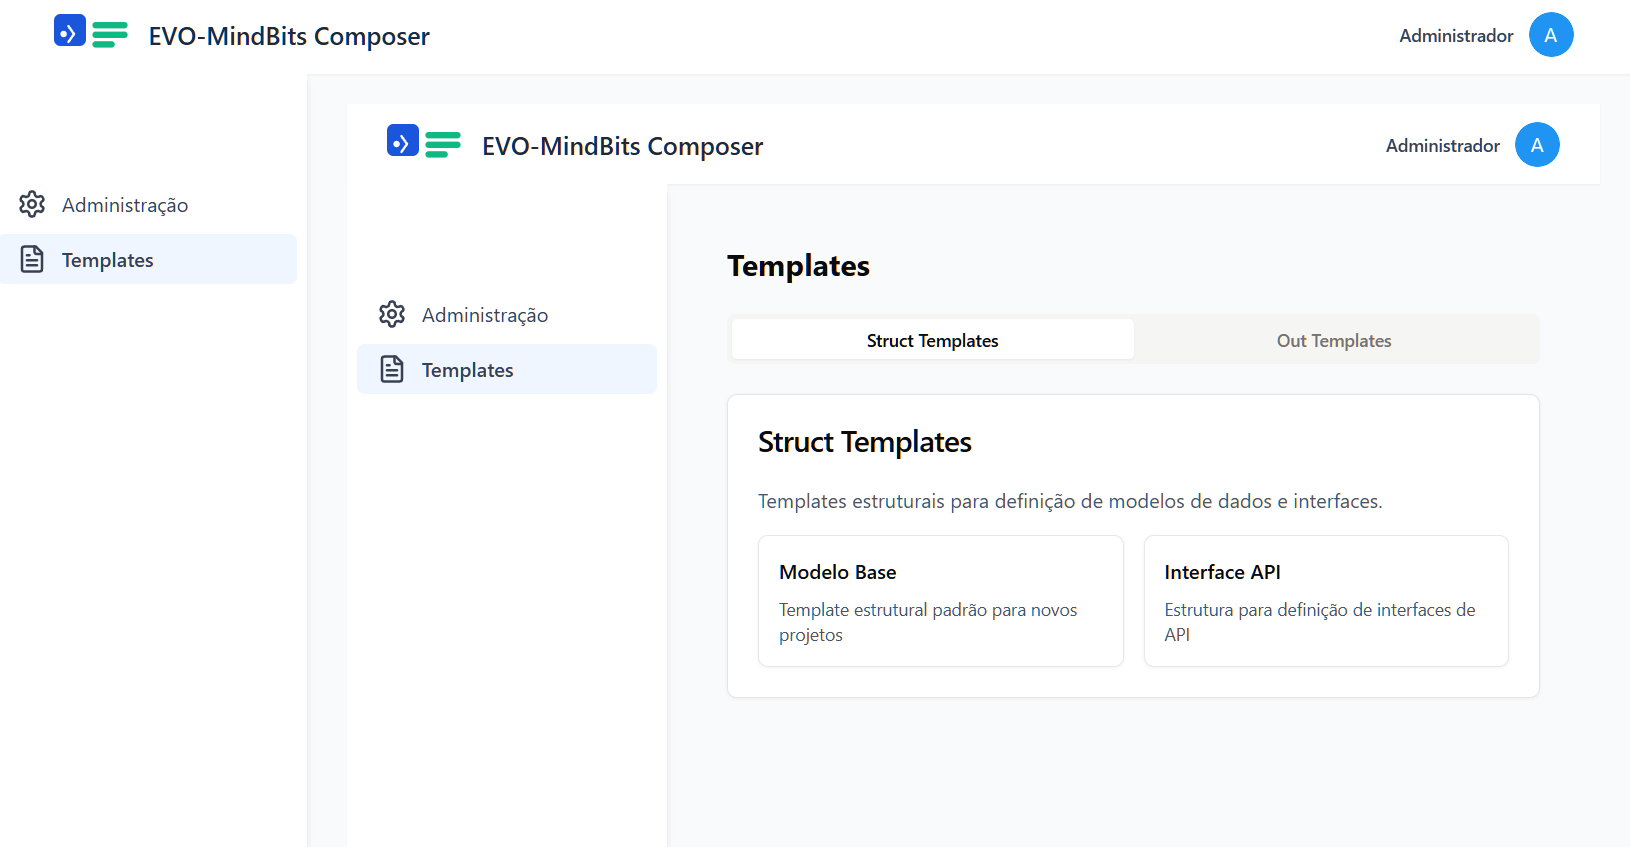 EVO-MindBits Composer
Administrador
A
Administração
Templates
EVO-MindBits Composer
Administrador
A
Administração
Templates
Templates
Struct Templates
Out Templates
Struct Templates
Templates estruturais para definição de modelos de dados e interfaces.
Modelo Base
Template estrutural padrão para novos
projetos
Interface API
Estrutura para definição de interfaces de
API